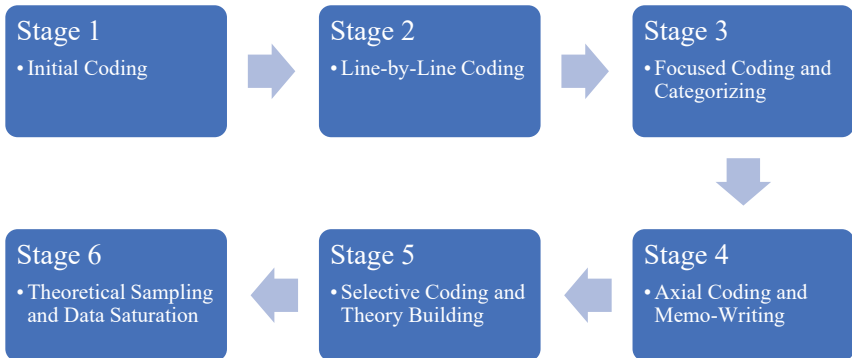 Stage 1
• Initial Coding
Stage 2
• Line-by-Line Coding
Stage 3
• Focused Coding and
Categorizing
Stage 4
• Axial Coding and
Memo-Writing
Stage 5
• Selective Coding and
Theory Building
Stage 6
• Theoretical Sampling
and Data Saturation